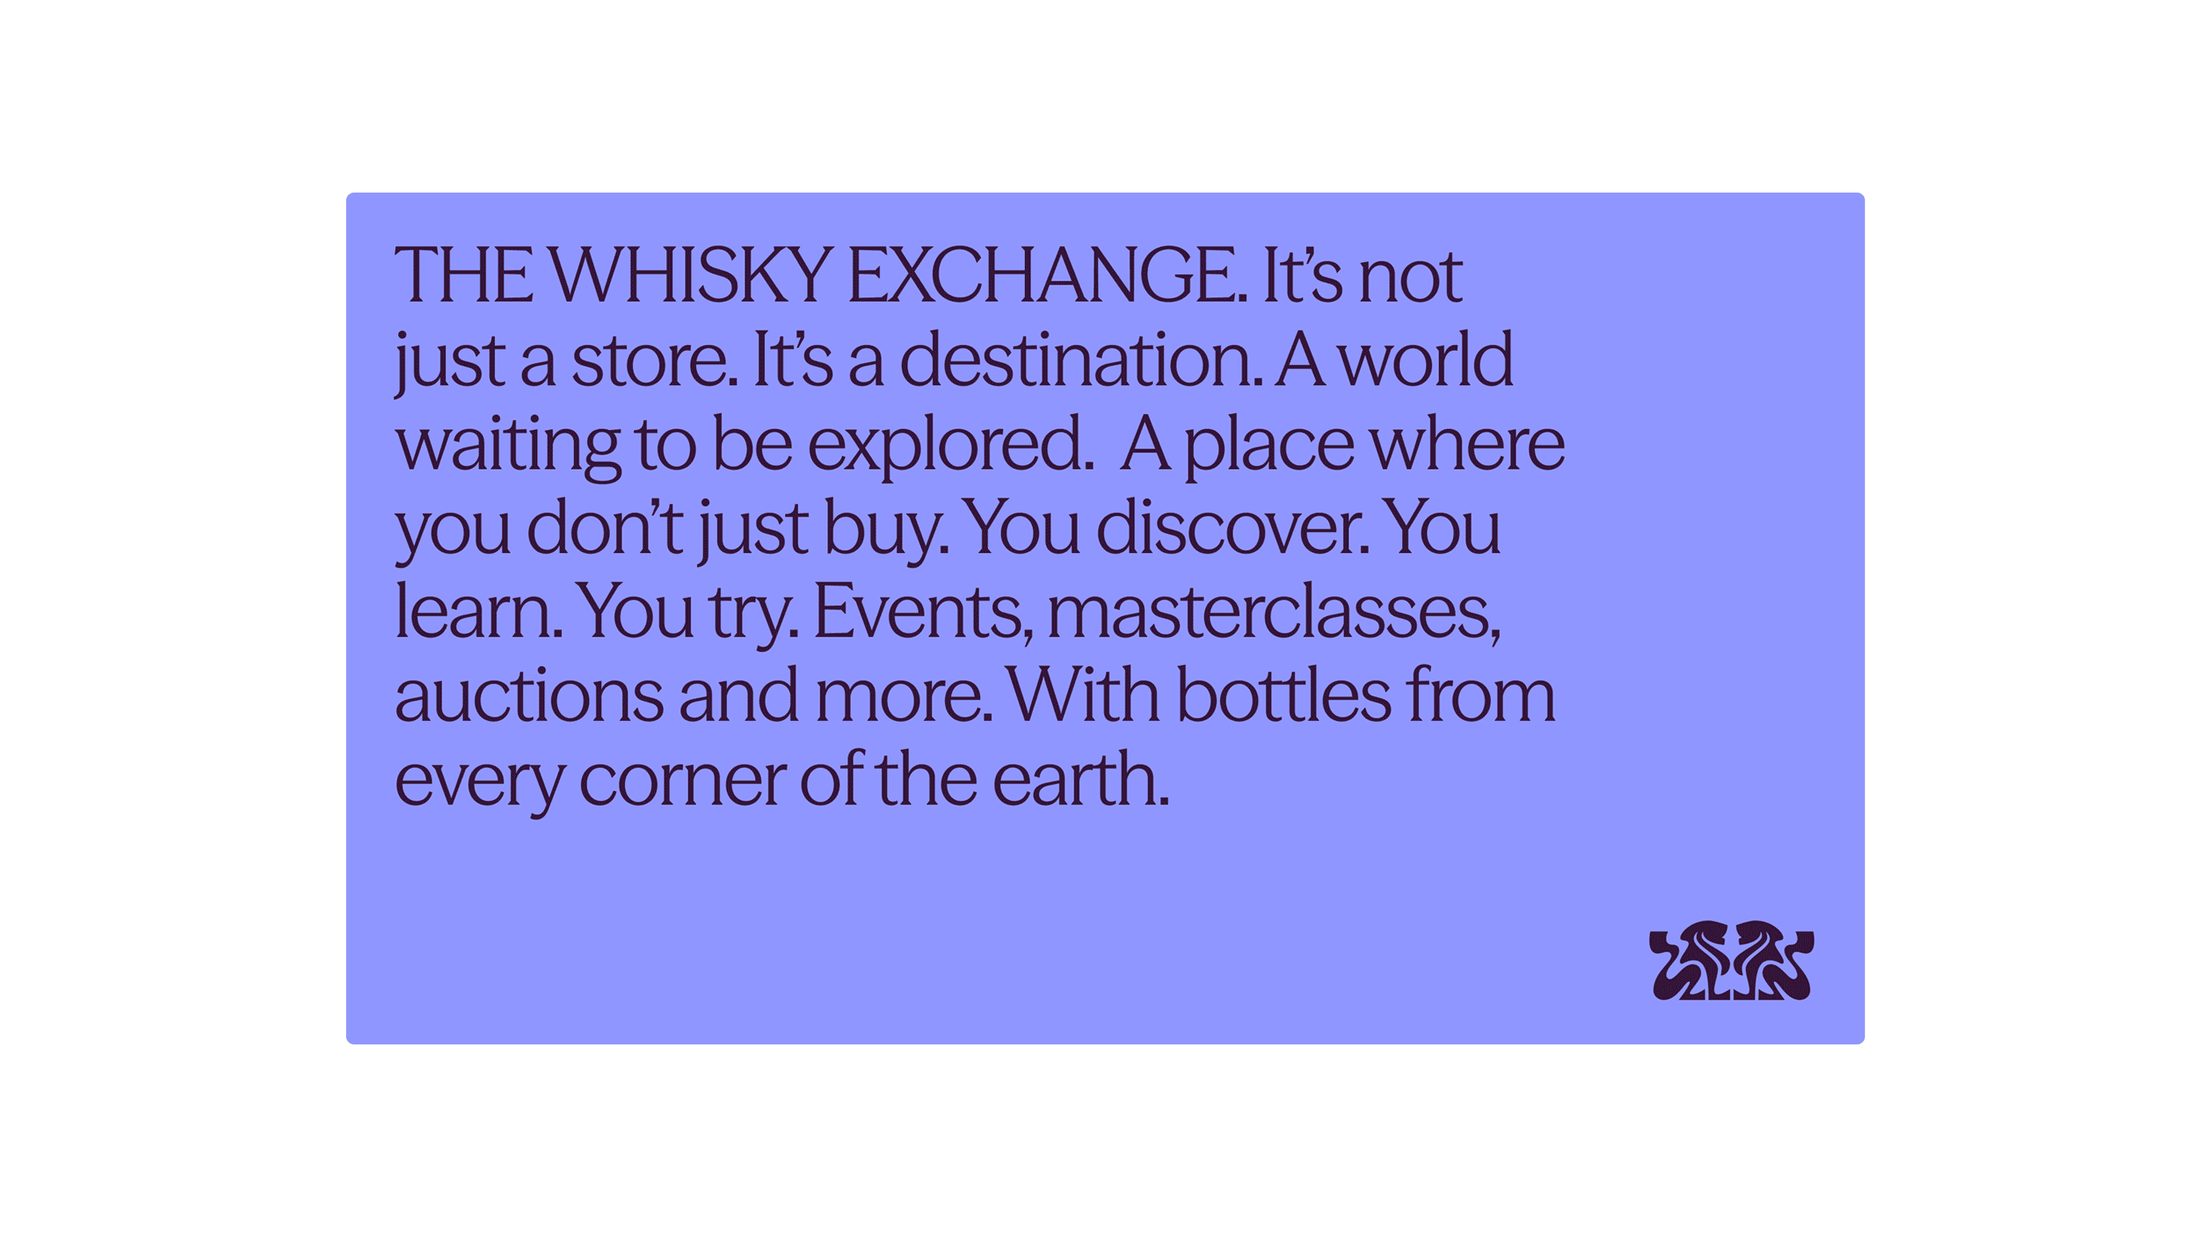 THE WHISKY EXCHANGE. It’s not
just a store. It’s a destination. A world
waiting to be explored.  A place where
you don’t just buy. You discover. You
learn. You try. Events, masterclasses,
auctions and more. With bottles from
every corner of the earth.